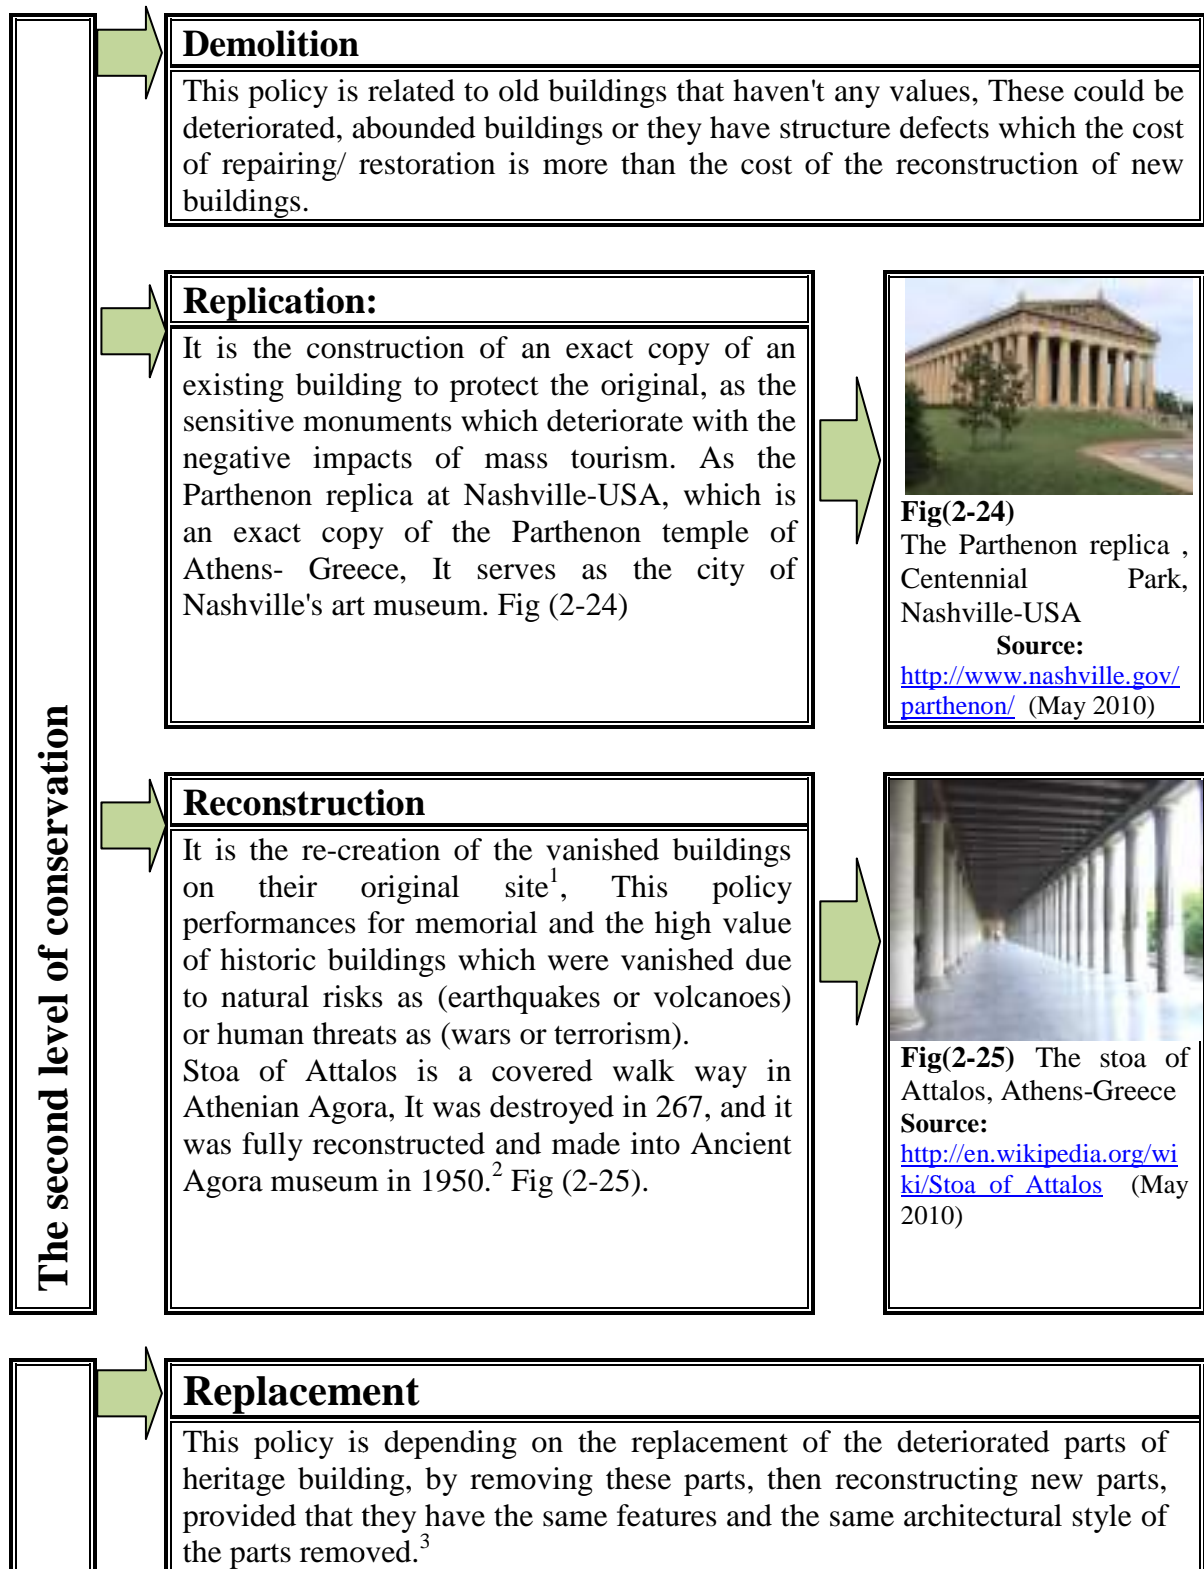 The second level of conservation
Demolition
This policy is related to old buildings that haven't any values, These could be
deteriorated, abounded buildings or they have structure defects which the cost
of repairing/ restoration is more than the cost of the reconstruction of new
buildings.
Replication:
It is the construction of an exact copy of an
existing building to protect the original, as the
sensitive monuments which deteriorate with the
negative impacts of mass tourism. As the
Parthenon replica at Nashville-USA, which is
an exact copy of the Parthenon temple of
Athens- Greece, It serves as the city of
Nashville's art museum. Fig (2-24)
Fig(2-24)
The Parthenon replica ,
Centennial Park,
Nashville-USA
Source:
http://www.nashville.gov/
parthenon/ (May 2010)
Reconstruction
It is the re-creation of the vanished buildings
on their original site1, This policy
performances for memorial and the high value
of historic buildings which were vanished due
to natural risks as (earthquakes or volcanoes)
or human threats as (wars or terrorism).
Stoa of Attalos is a covered walk way in
Athenian Agora, It was destroyed in 267, and it
was fully reconstructed and made into Ancient
Agora museum in 1950.2 Fig (2-25).
Fig(2-25) The stoa of
Attalos, Athens-Greece
Source:
http://en.wikipedia.org/wi
ki/Stoa_of_Attalos (May
2010)
Replacement
This policy is depending on the replacement of the deteriorated parts of
heritage building, by removing these parts, then reconstructing new parts,
provided that they have the same features and the same architectural style of
the parts removed.3